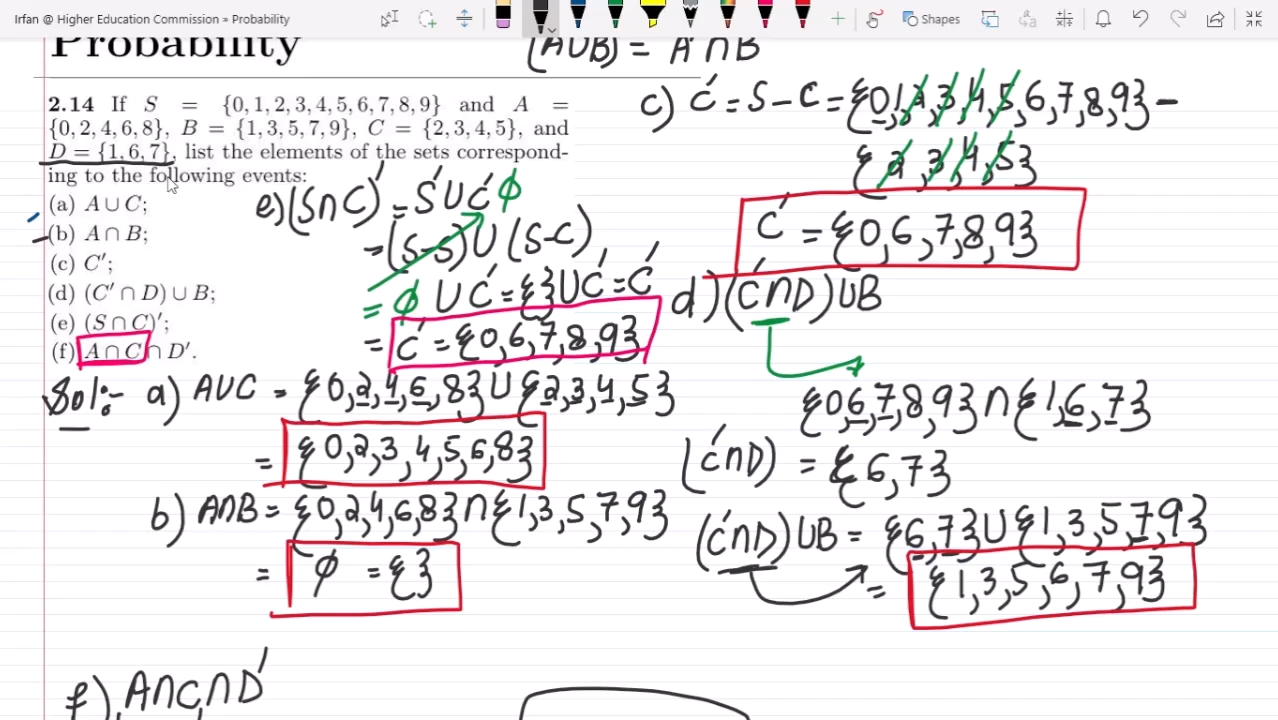 Irfan @ Higher Education Commission » Probability
Shapes
Probability
2.14 If S = {0, 1, 2, 3, 4, 5, 6, 7, 8, 9} and A =
{0, 2, 4, 6, 8}, B = {1, 3, 5, 7, 9}, C = {2, 3, 4, 5}, and
D = {1, 6, 7}, list the elements of the sets correspond-
ing to the following events:
(a) A ∪ C;
(b) A ∩ B;
(c) C′;
(d) (C′ ∩ D) ∪ B;
(e) (S ∩ C)′;
(f) A ∩ C ∩ D′.
e) (S∩C)′ = S′∪C′ φ
= (S-S) ∪ (S-C)
= φ ∪ C′ = {}∪C′ = C′
= C′ = {0,6,7,8,9}
Sol:- a) A∪C = {0,2,4,6,8}∪{2,3,4,5}
= {0,2,3,4,5,6,8}
b) A∩B = {0,2,4,6,8}∩{1,3,5,7,9}
= φ = {}
f) A∩C∩D′
(A∪B) = A′∩B
c) C′ = S-C = {0,1,2,3,4,5,6,7,8,9} -
{2,3,4,5}
C′ = {0,6,7,8,9}
d) (C′∩D)∪B
{0,6,7,8,9}∩{1,6,7}
(C′∩D) = {6,7}
(C′∩D)∪B = {6,7}∪{1,3,5,7,9}
= {1,3,5,6,7,9}